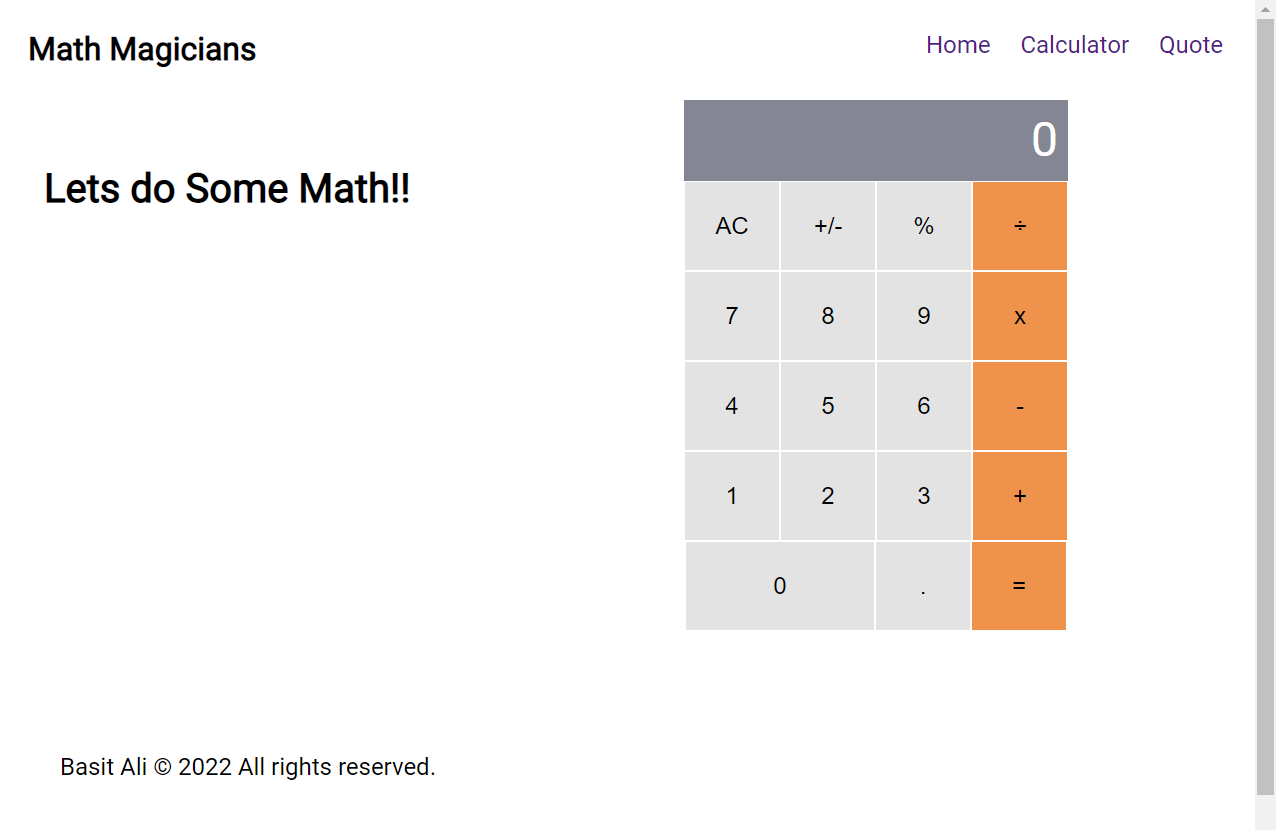 Math Magicians
Home Calculator Quote
Lets do Some Math!!
0
AC +/- % ÷
7 8 9 x
4 5 6 -
1 2 3 +
0 . =
Basit Ali © 2022 All rights reserved.